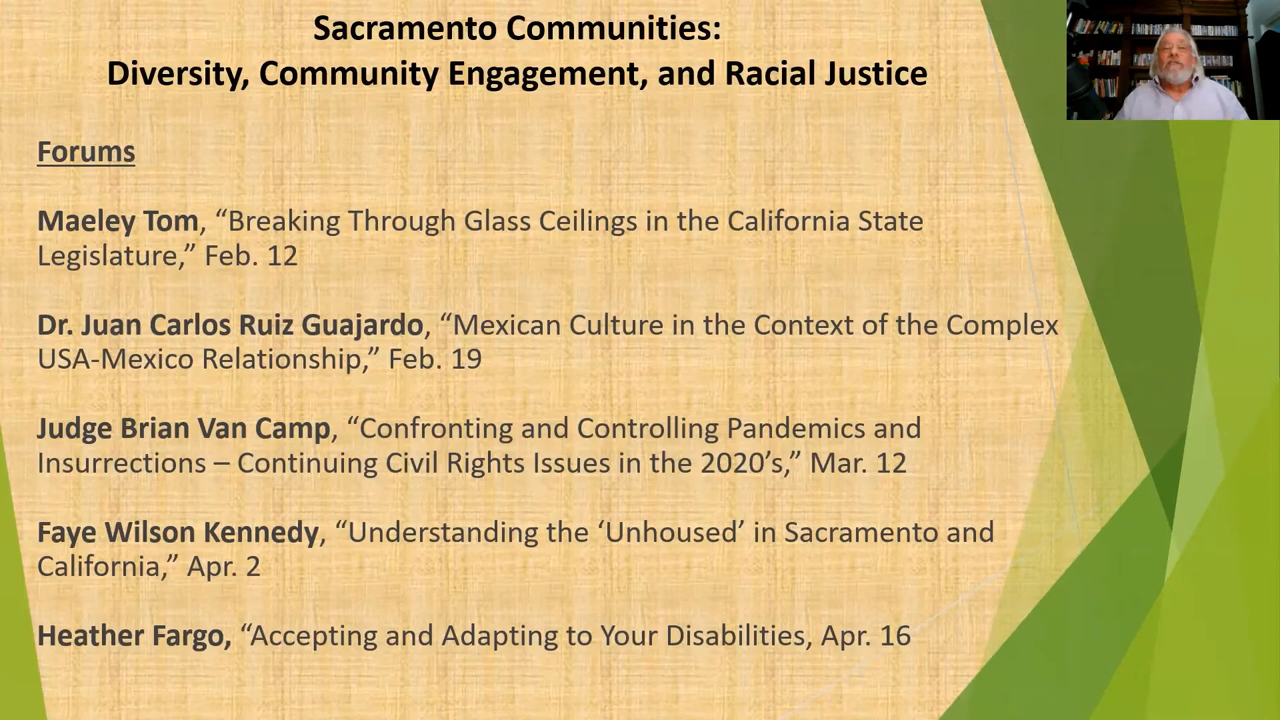 Sacramento Communities:
Diversity, Community Engagement, and Racial Justice
Forums
Maeley Tom, “Breaking Through Glass Ceilings in the California State
Legislature,” Feb. 12
Dr. Juan Carlos Ruiz Guajardo, “Mexican Culture in the Context of the Complex
USA-Mexico Relationship,” Feb. 19
Judge Brian Van Camp, “Confronting and Controlling Pandemics and
Insurrections – Continuing Civil Rights Issues in the 2020’s,” Mar. 12
Faye Wilson Kennedy, “Understanding the ‘Unhoused’ in Sacramento and
California,” Apr. 2
Heather Fargo, “Accepting and Adapting to Your Disabilities, Apr. 16